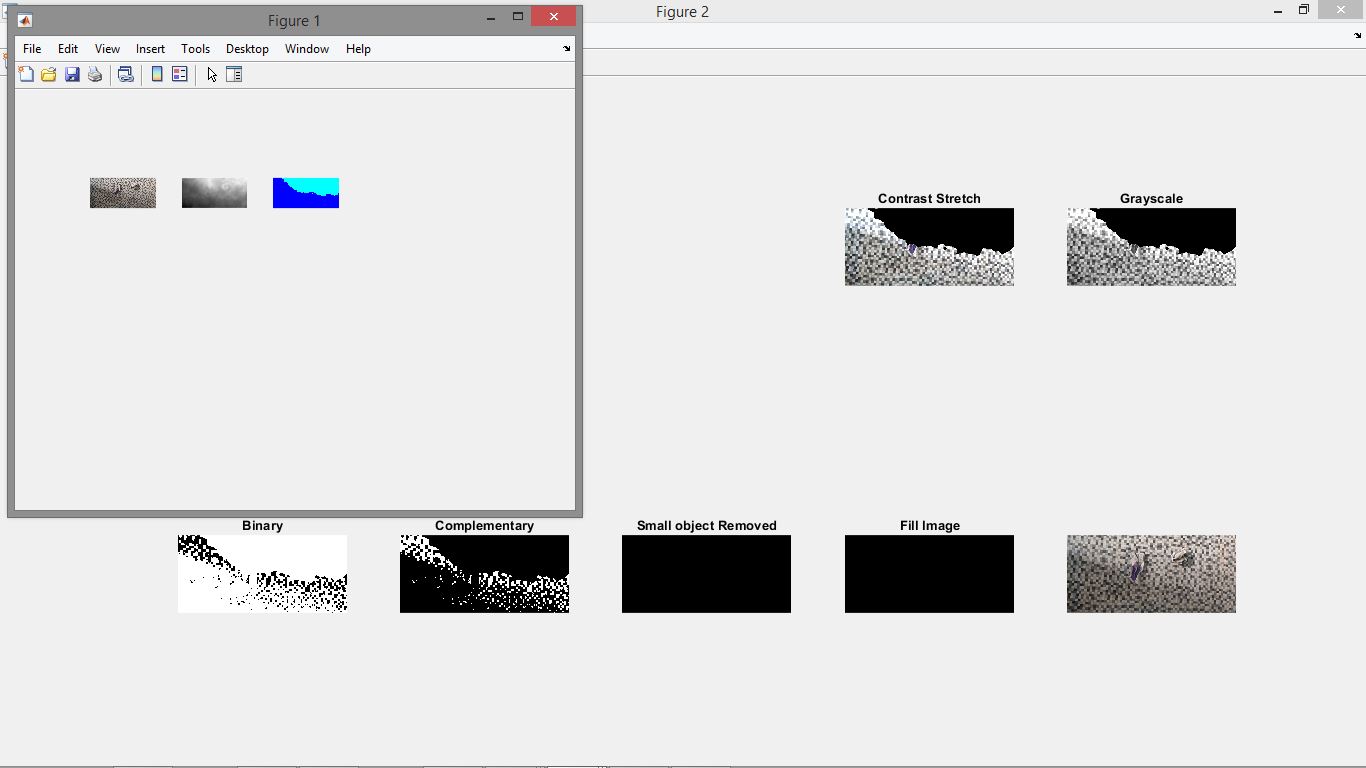 Figure 1
Figure 2
File Edit View Insert Tools Desktop Window Help
Contrast Stretch
Grayscale
Binary
Complementary
Small object Removed
Fill Image